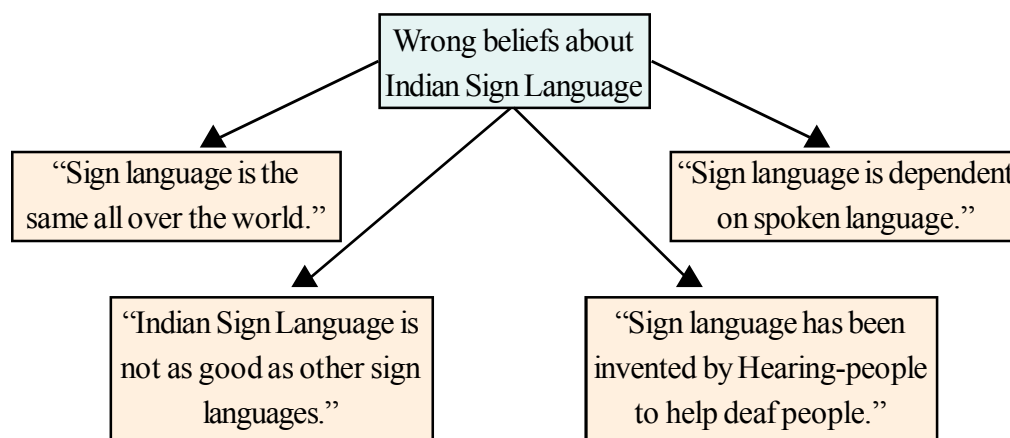 Wrong beliefs about
Indian Sign Language
“Sign language is the
same all over the world.”
“Sign language is dependent
on spoken language.”
“Indian Sign Language is
not as good as other sign
languages.”
“Sign language has been
invented by Hearing-people
to help deaf people.”